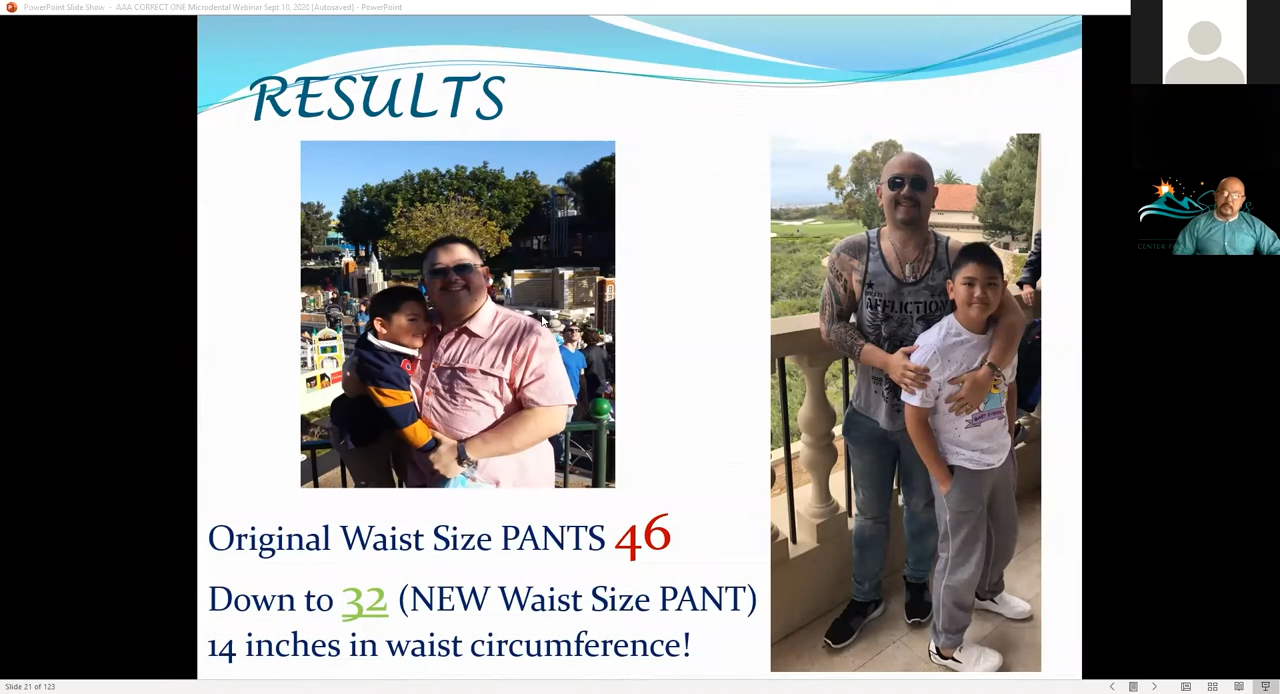 PowerPoint Slide Show - AAA CORRECT ONE Microdental Webinar Sept 10, 2020 [Autosaved] - PowerPoint
RESULTS
AFFLICTION
Original Waist Size PANTS 46
Down to 32 (NEW Waist Size PANT)
14 inches in waist circumference!
CENTER
Slide 21 of 123